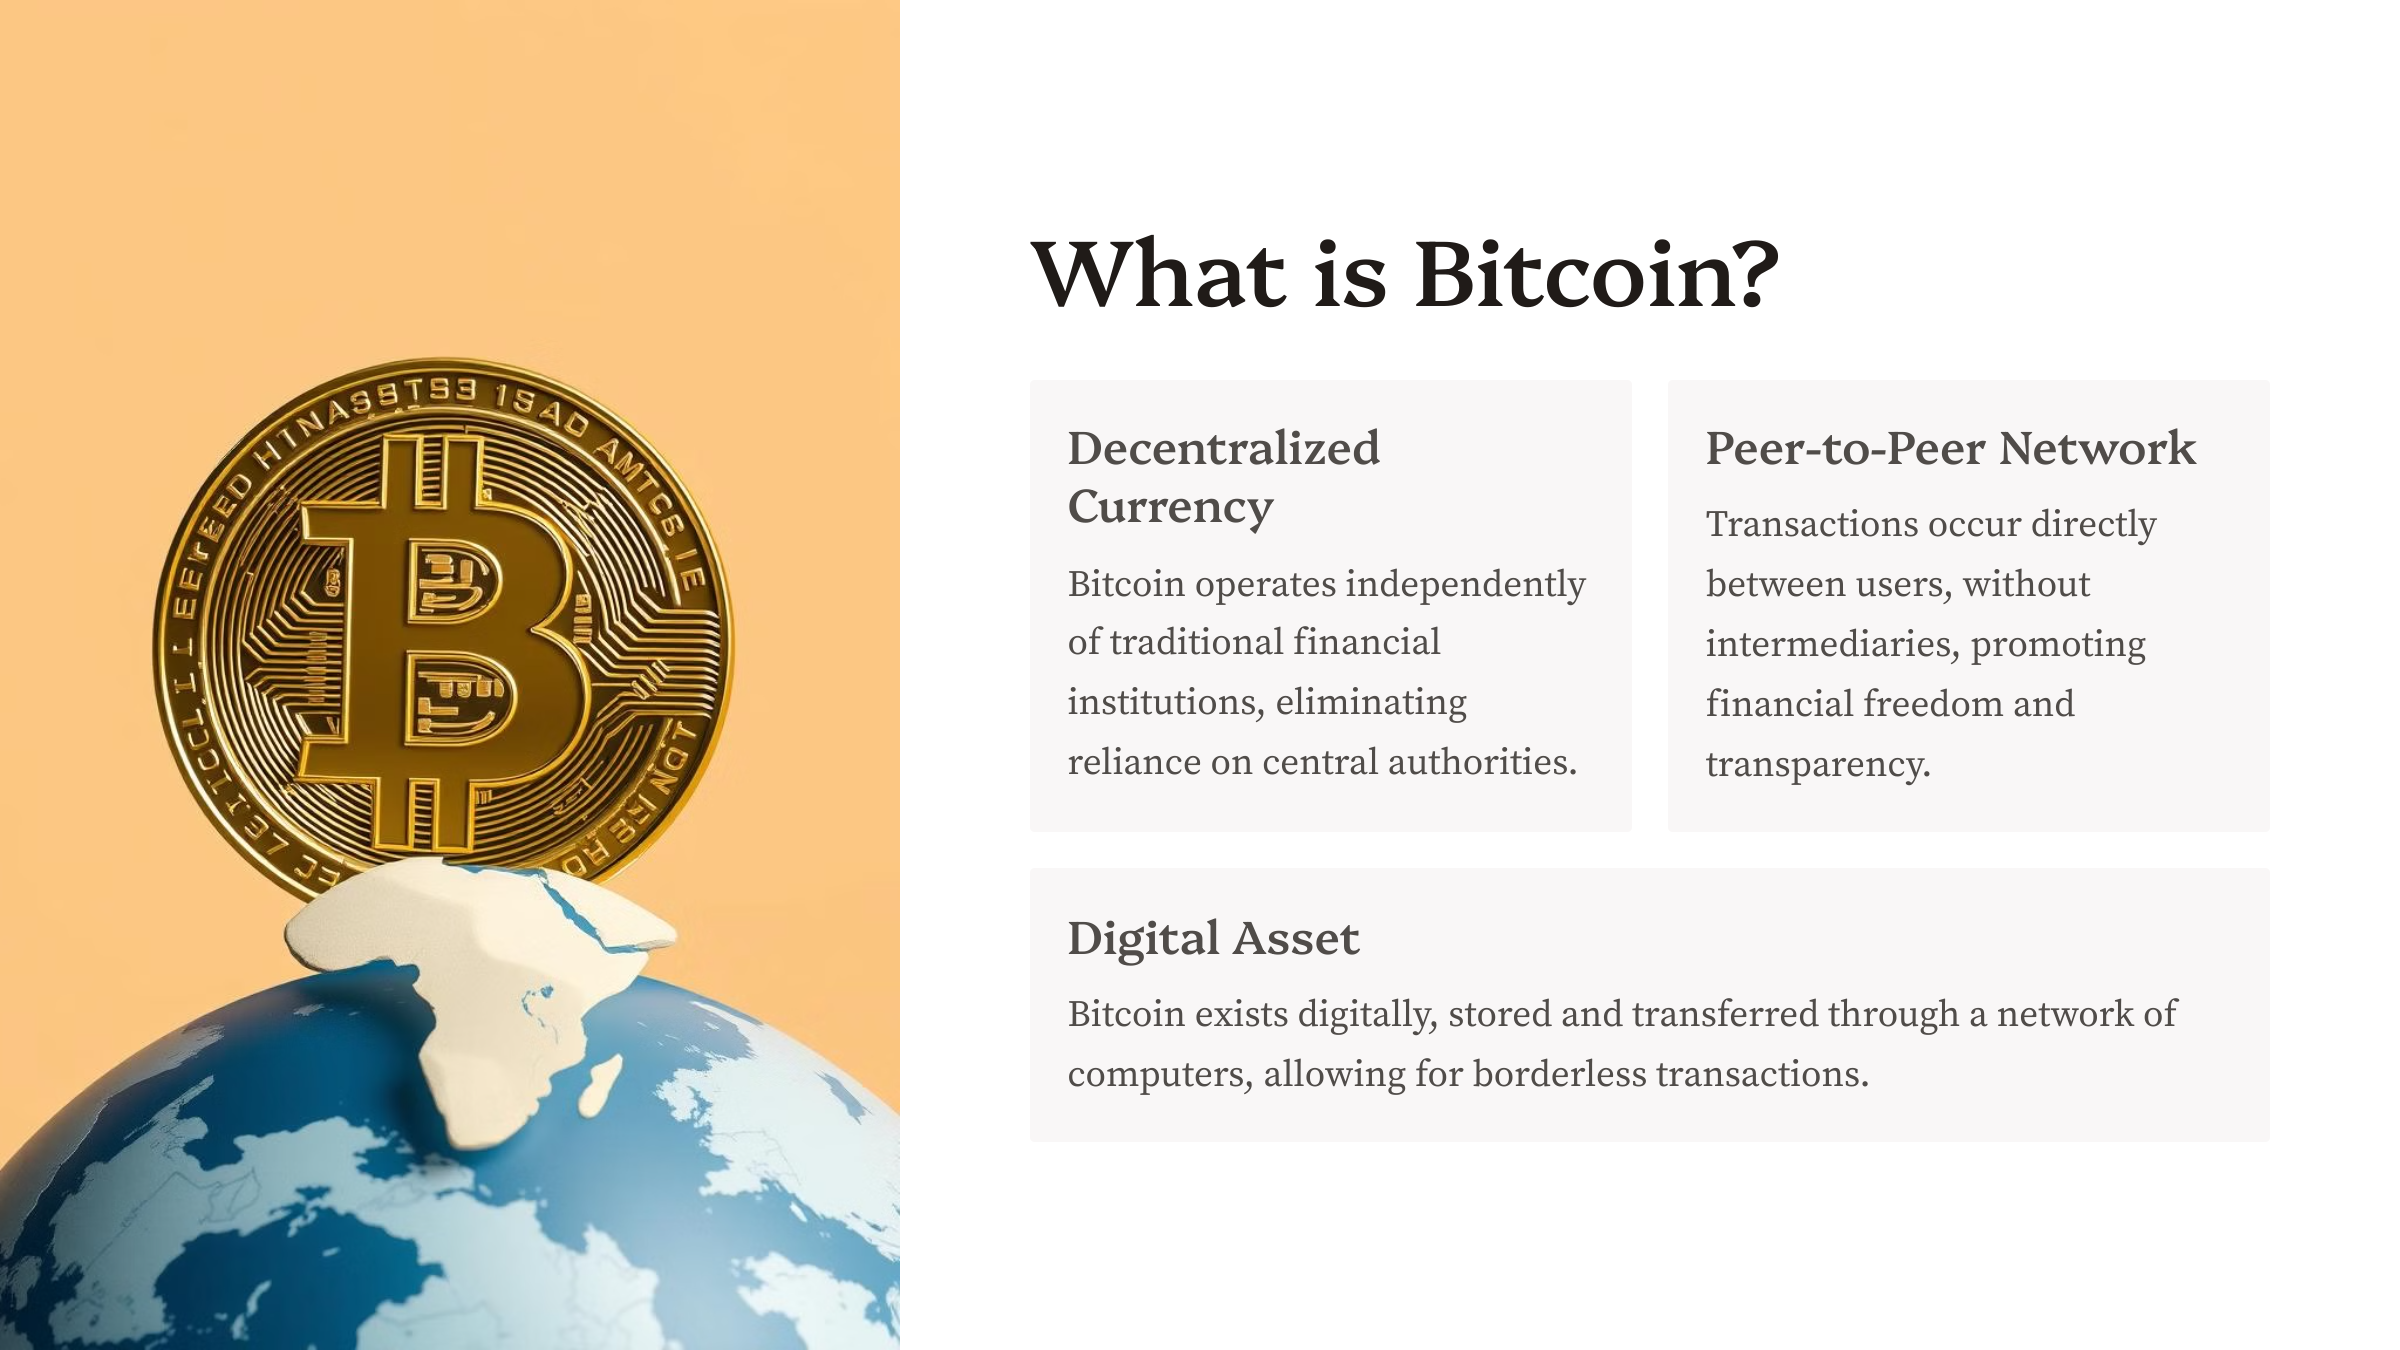 What is Bitcoin?
Decentralized
Currency
Bitcoin operates independently
of traditional financial
institutions, eliminating
reliance on central authorities.
Peer-to-Peer Network
Transactions occur directly
between users, without
intermediaries, promoting
financial freedom and
transparency.
Digital Asset
Bitcoin exists digitally, stored and transferred through a network of
computers, allowing for borderless transactions.